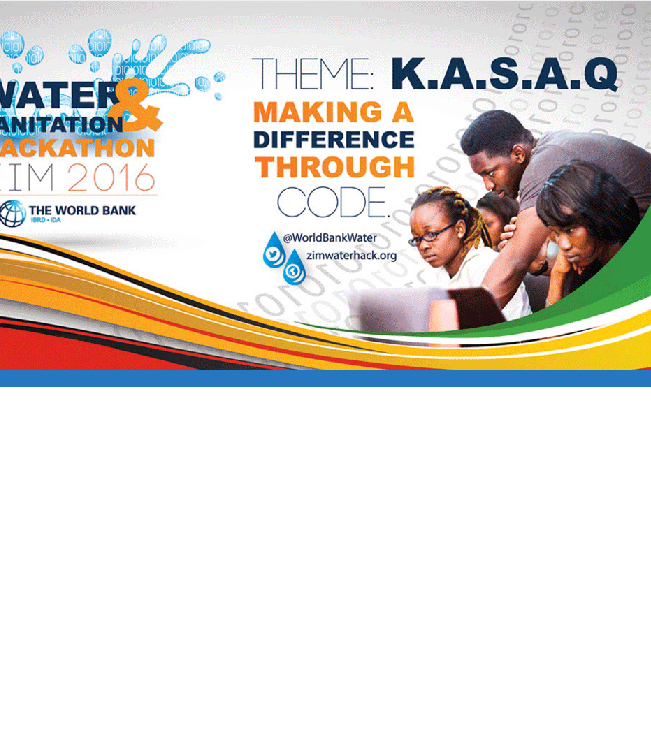 WATER &
ANITATION
ACKATHON
IM 2016
THE WORLD BANK
IBRD • IDA
THEME: K.A.S.A.Q
MAKING A
DIFFERENCE
THROUGH
CODE.
@WorldBankWater
zimwaterhack.org